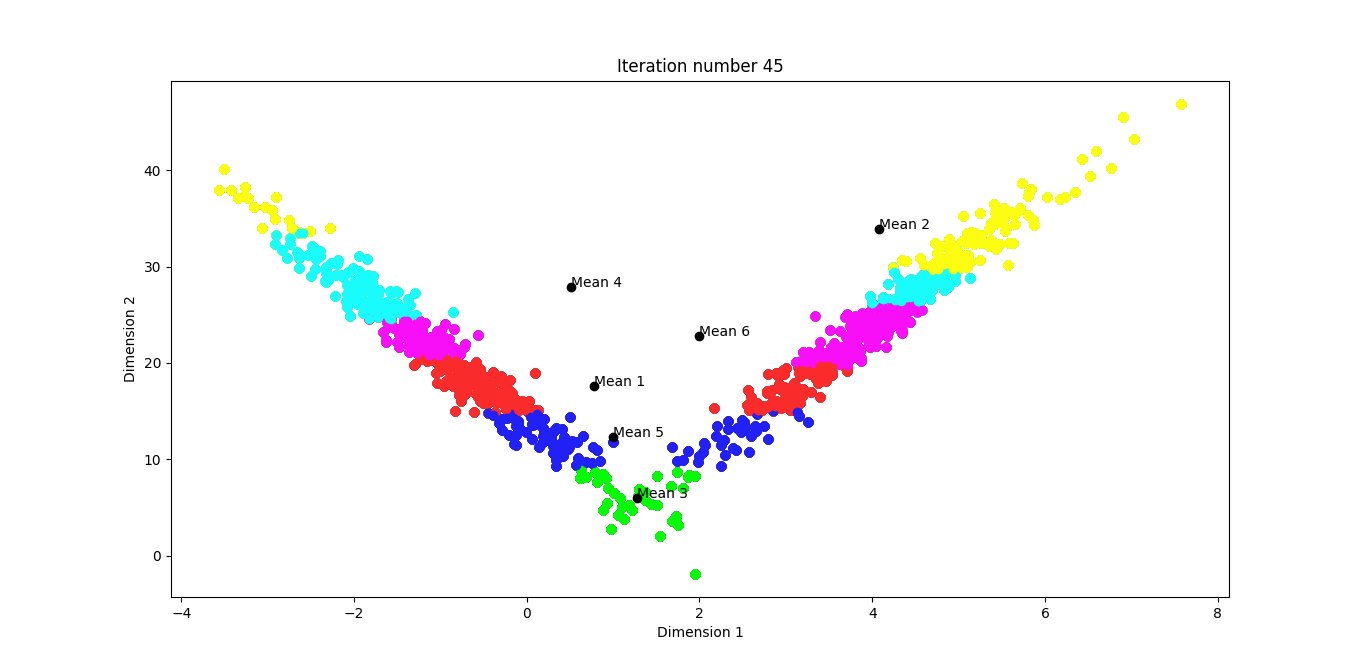 Iteration number 45
Dimension 2
40
30
20
10
0
Mean 2
Mean 4
Mean 6
Mean 1
Mean 5
Mean 3
−4
−2
0
2
4
6
8
Dimension 1